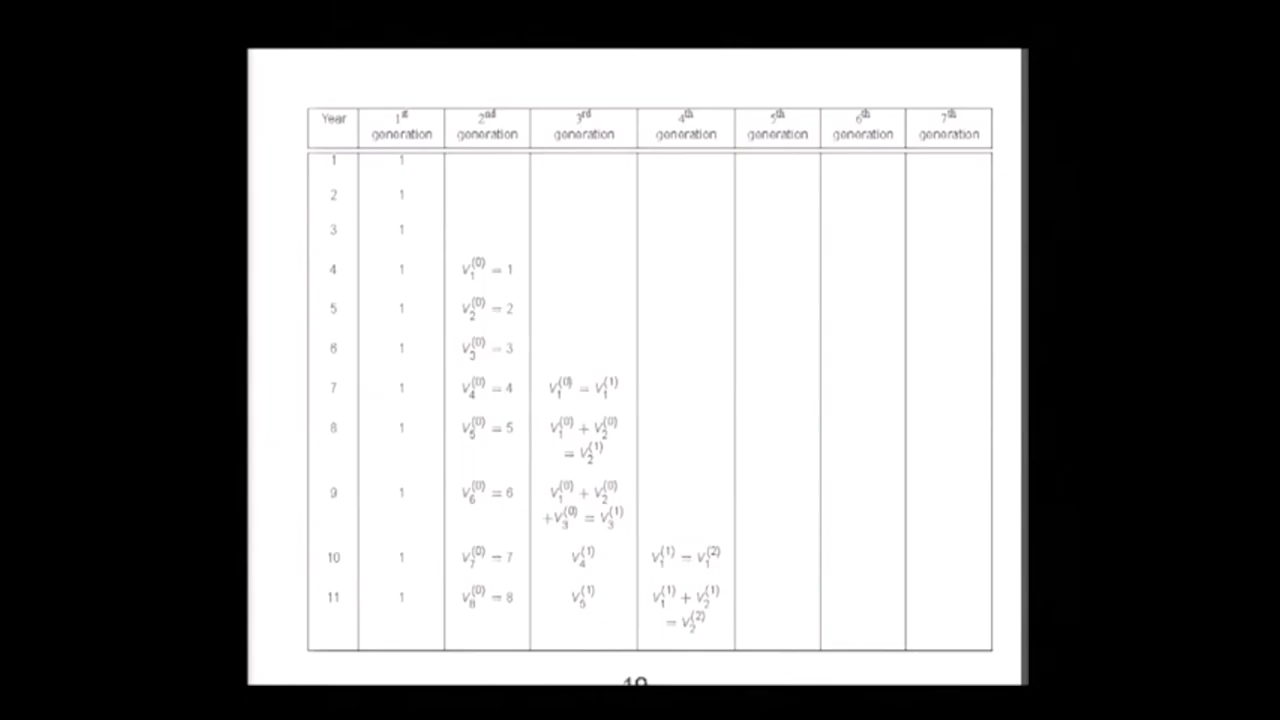 Year 1st generation 2nd generation 3rd generation 4th generation 5th generation 6th generation 7th generation
1 1
2 1
3 1
4 1 V₁⁽⁰⁾ = 1
5 1 V₂⁽⁰⁾ = 2
6 1 V₃⁽⁰⁾ = 3
7 1 V₄⁽⁰⁾ = 4 V₁⁽⁰⁾ = V₁⁽¹⁾
8 1 V₅⁽⁰⁾ = 5 V₁⁽⁰⁾ + V₂⁽⁰⁾
= V₂⁽¹⁾
9 1 V₆⁽⁰⁾ = 6 V₁⁽⁰⁾ + V₂⁽⁰⁾
+V₃⁽⁰⁾ = V₃⁽¹⁾
10 1 V₇⁽⁰⁾ = 7 V₄⁽¹⁾ V₁⁽¹⁾ = V₁⁽²⁾
11 1 V₈⁽⁰⁾ = 8 V₅⁽¹⁾ V₁⁽¹⁾ + V₂⁽¹⁾
= V₂⁽²⁾